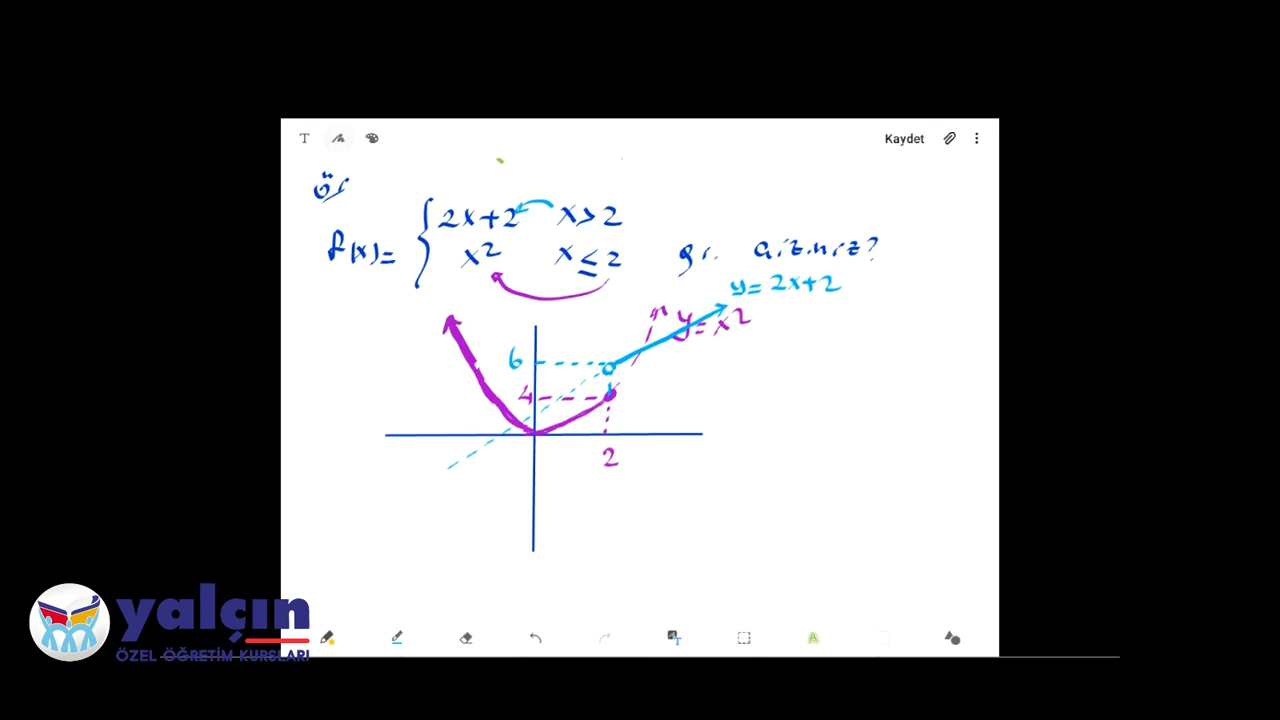 T Kaydet
ör
f(x)= { 2x+2 x>2
x² x≤2 gr. çiziniz?
y=2x+2
y=x²
6
4
2
yalçın
ÖZEL ÖĞRETİM KURSLARI